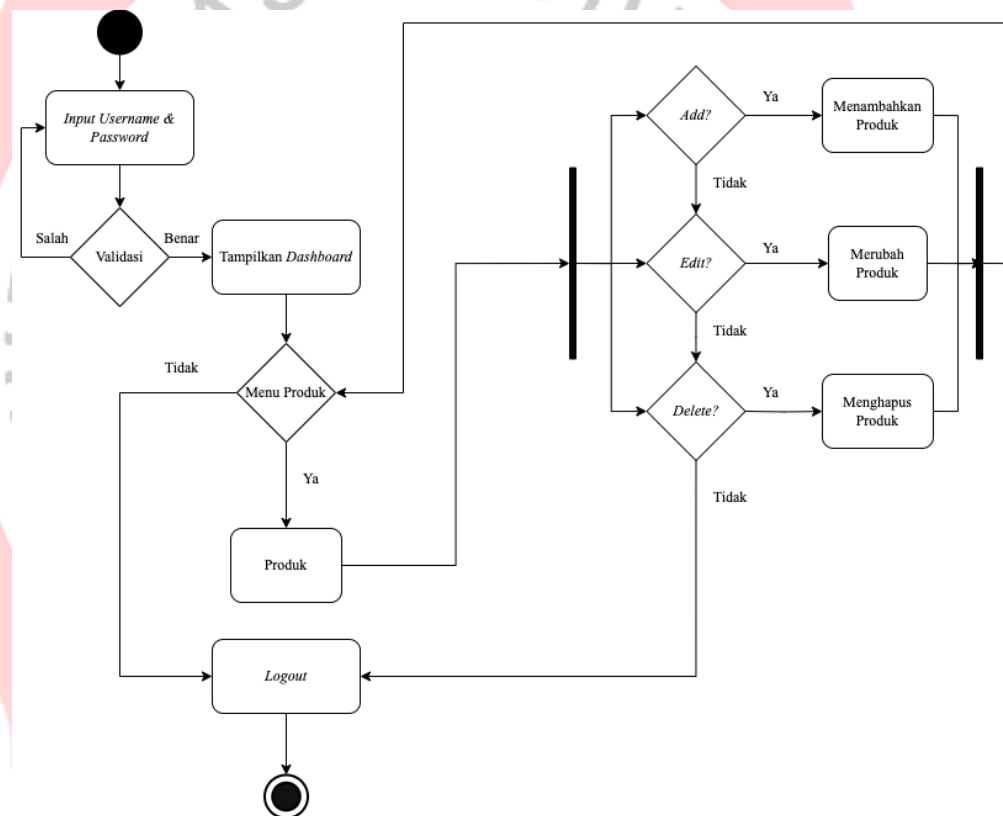 Input Username &
Password
Salah
Validasi
Benar
Tampilkan Dashboard
Tidak
Menu Produk
Ya
Produk
Logout
Add?
Ya
Menambahkan
Produk
Tidak
Edit?
Ya
Merubah
Produk
Tidak
Delete?
Ya
Menghapus
Produk
Tidak